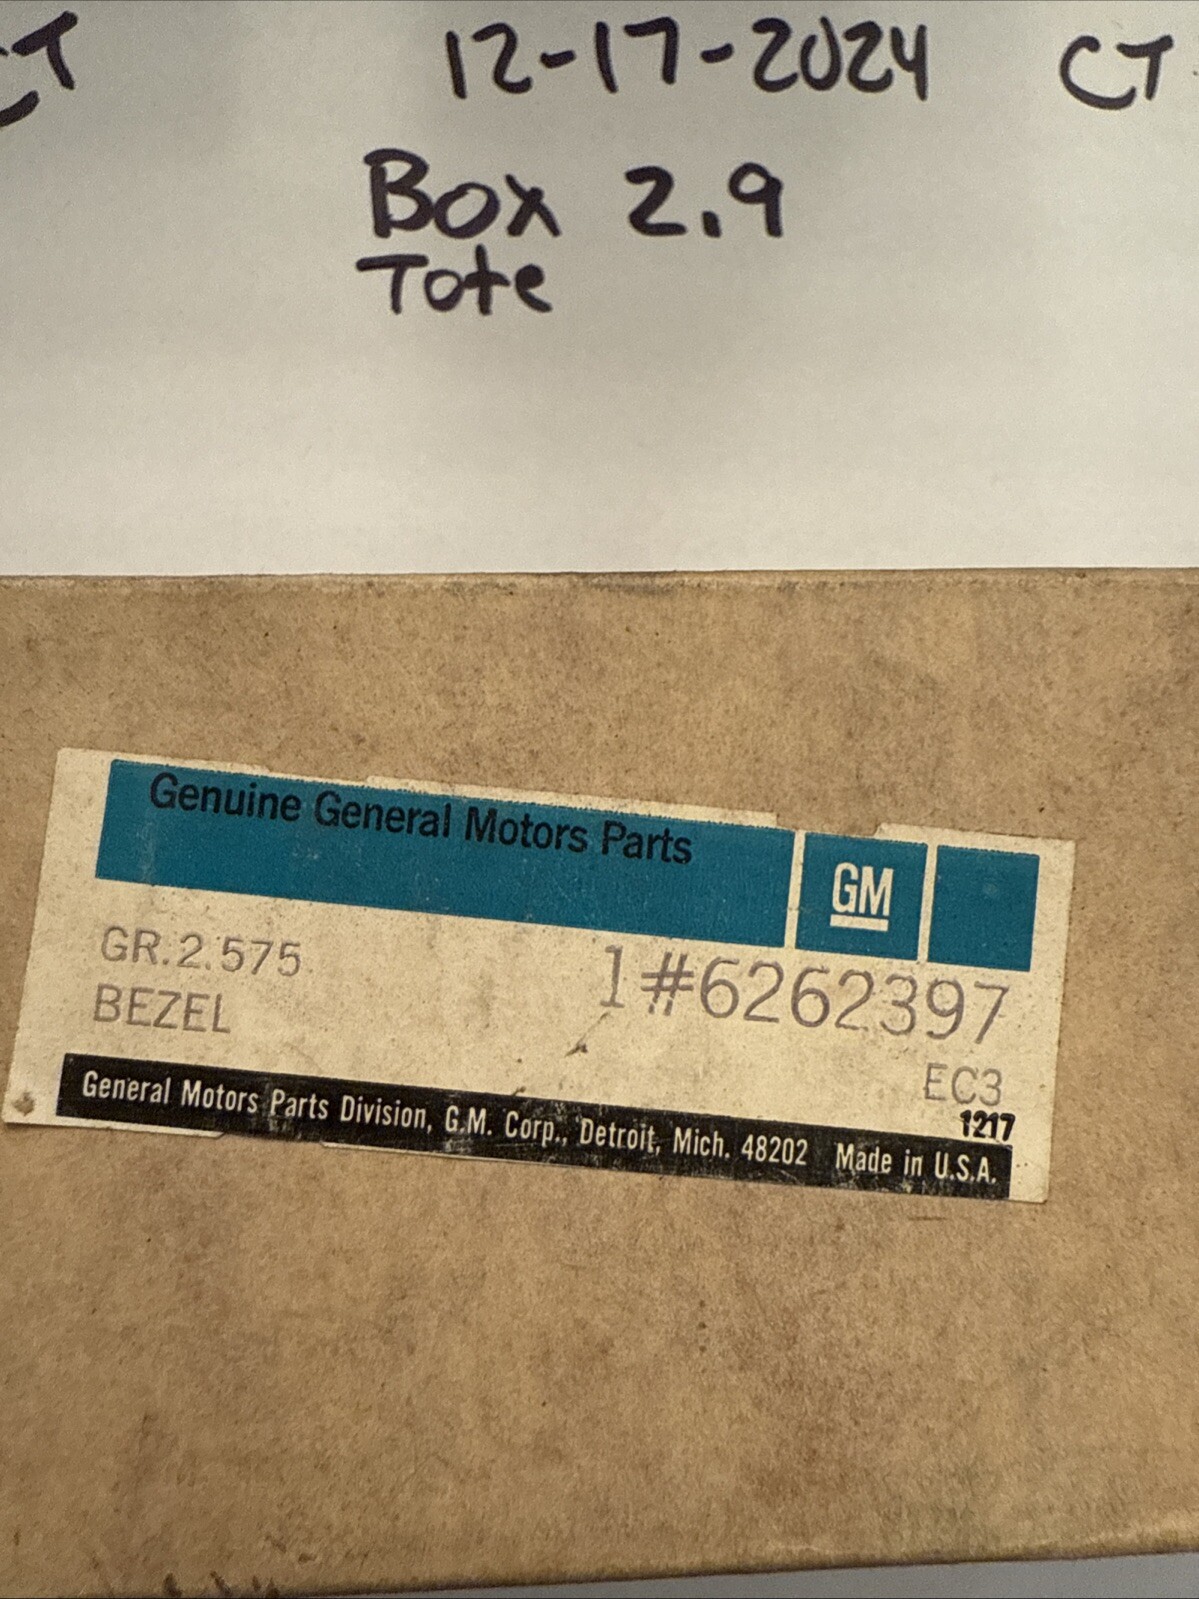 CT 12-17-2024 CT
Box 2.9
Tote
Genuine General Motors Parts
GM
GR.2.575 1#6262397
BEZEL
EC3
1217
General Motors Parts Division, G.M. Corp., Detroit, Mich. 48202 Made in U.S.A.